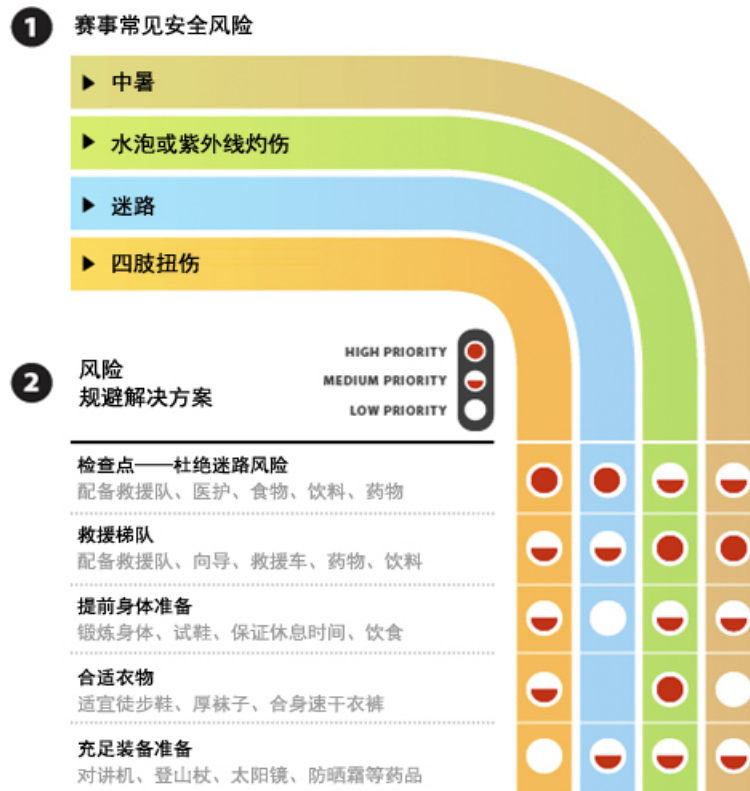 1 赛事常见安全风险
中暑
水泡或紫外线灼伤
迷路
四肢扭伤
2 风险
规避解决方案
HIGH PRIORITY
MEDIUM PRIORITY
LOW PRIORITY
检查点——杜绝迷路风险
配备救援队、医护、食物、饮料、药物
救援梯队
配备救援队、向导、救援车、药物、饮料
提前身体准备
锻炼身体、试鞋、保证休息时间、饮食
合适衣物
适宜徒步鞋、厚袜子、合身速干衣裤
充足装备准备
对讲机、登山杖、太阳镜、防晒霜等药品